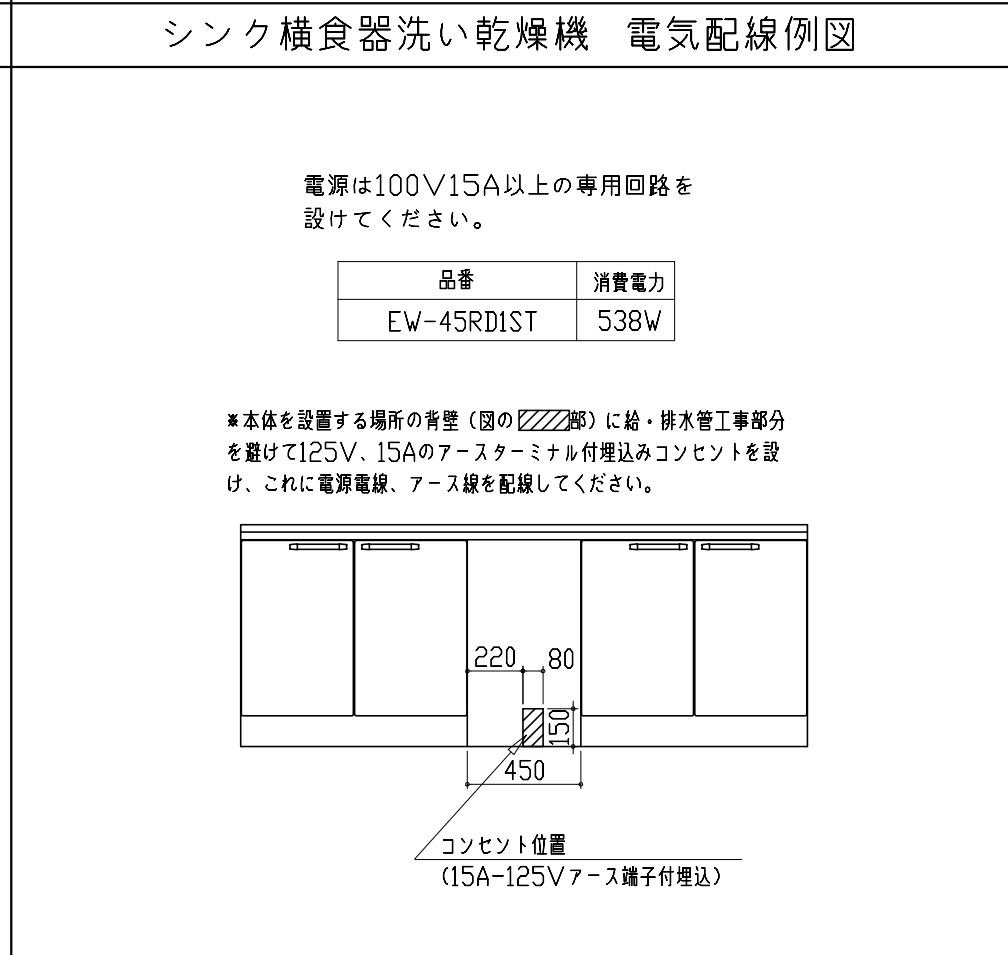 シンク横食器洗い乾燥機 電気配線例図
電源は100V15A以上の専用回路を
設けてください。
品番 消費電力
EW-45RD1ST 538W
※本体を設置する場所の背壁（図の 部）に給・排水管工事部分
を避けて125V、15Aのアースターミナル付埋込みコンセントを設
け、これに電源電線、アース線を配線してください。
220 80
150
450
コンセント位置
(15A-125Vアース端子付埋込)